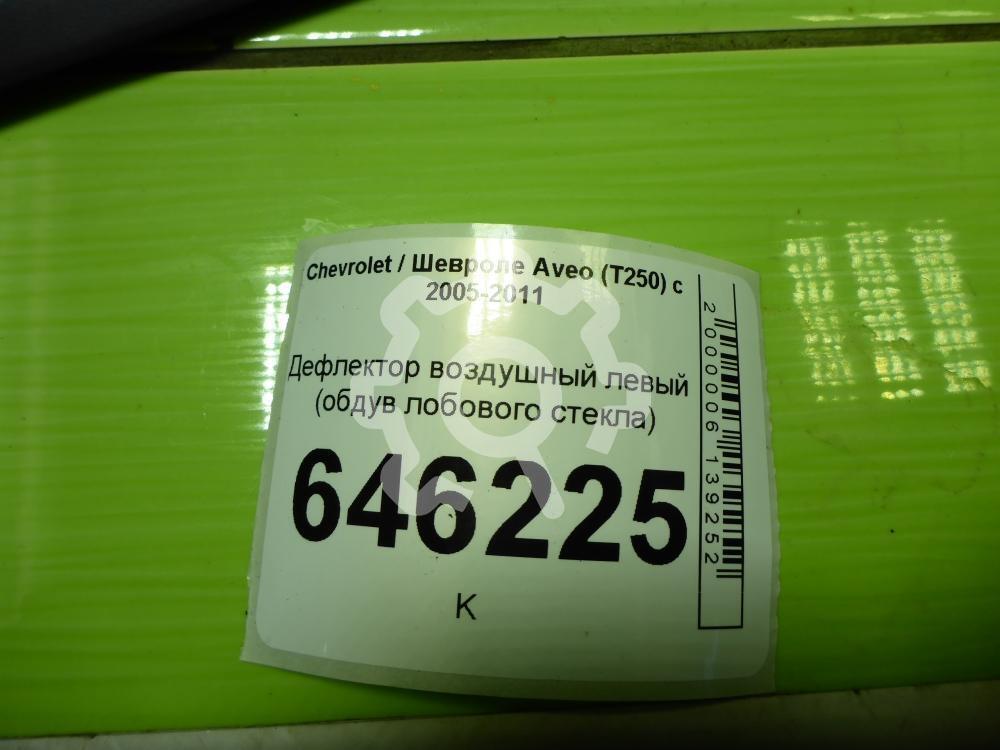 Chevrolet / Шевроле Aveo (T250) с
2005-2011
Дефлектор воздушный левый
(обдув лобового стекла)
646225
К
2000006139252